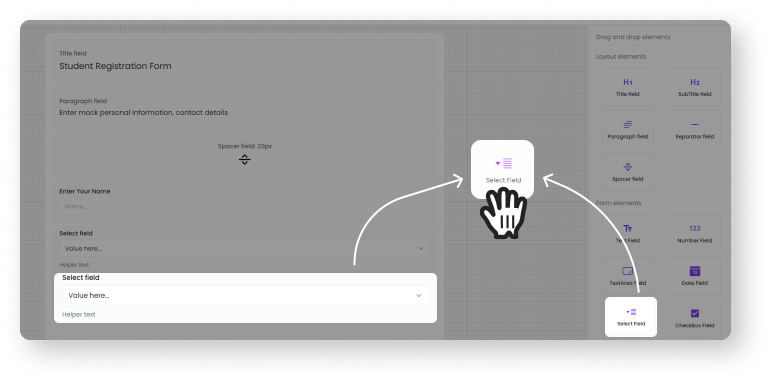 Title field
Student Registration Form
Paragraph field
Enter mock personal information, contact details
Spacer field: 20px
Enter Your Name
Name...
Select field
Value here...
Helper text
Select field
Value here...
Helper text
Select Field
Drag and drop elements
Layout elements
H1
Title field
H2
SubTitle field
Paragraph field
Separator field
Spacer field
Form elements
Tt
Text Field
123
Number Field
TextArea Field
Date Field
Select Field
CheckBox Field